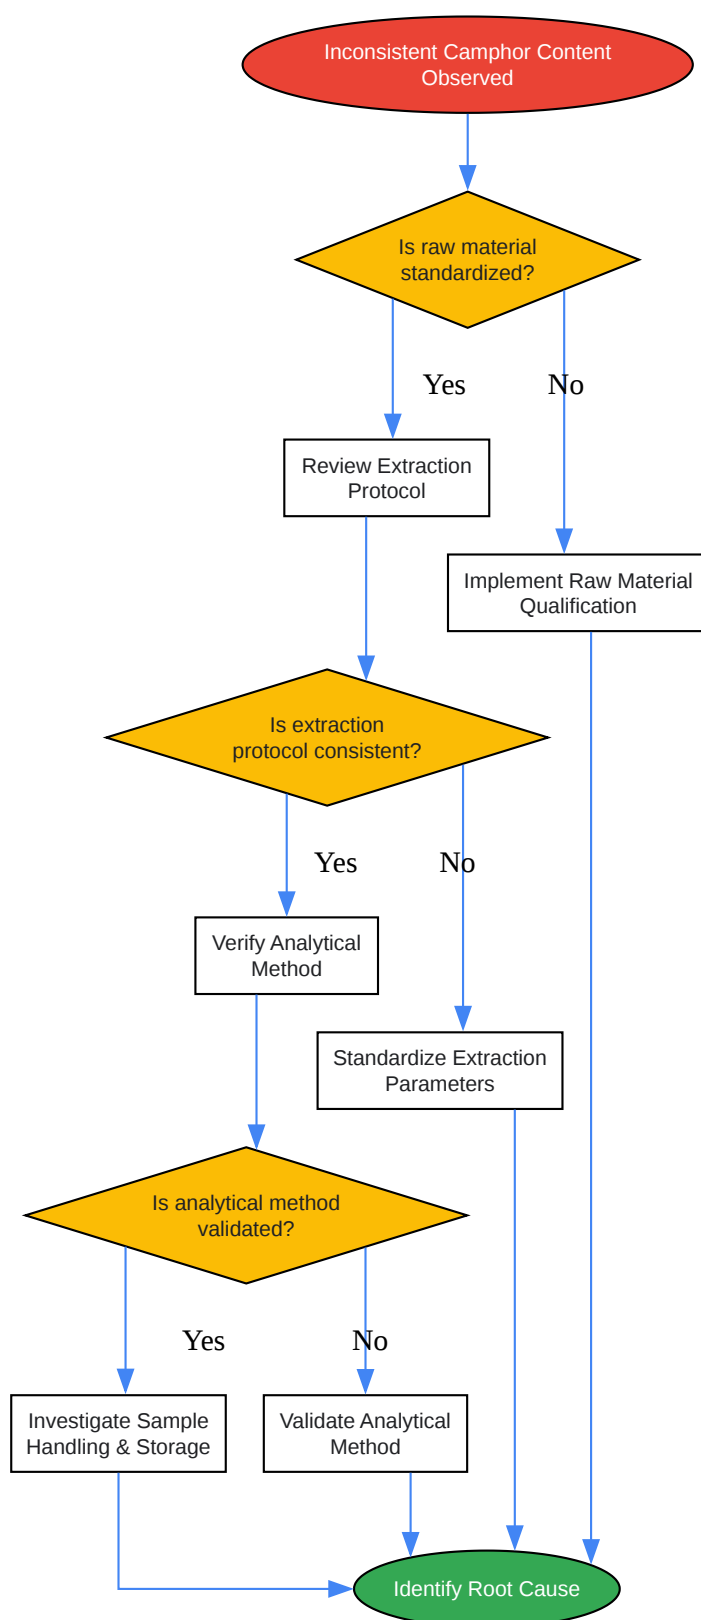 Inconsistent Camphor Content
Observed
Is raw material
standardized?
Yes
No
Review Extraction
Protocol
Implement Raw Material
Qualification
Is extraction
protocol consistent?
Yes
No
Verify Analytical
Method
Standardize Extraction
Parameters
Is analytical method
validated?
Yes
No
Investigate Sample
Handling & Storage
Validate Analytical
Method
Identify Root Cause